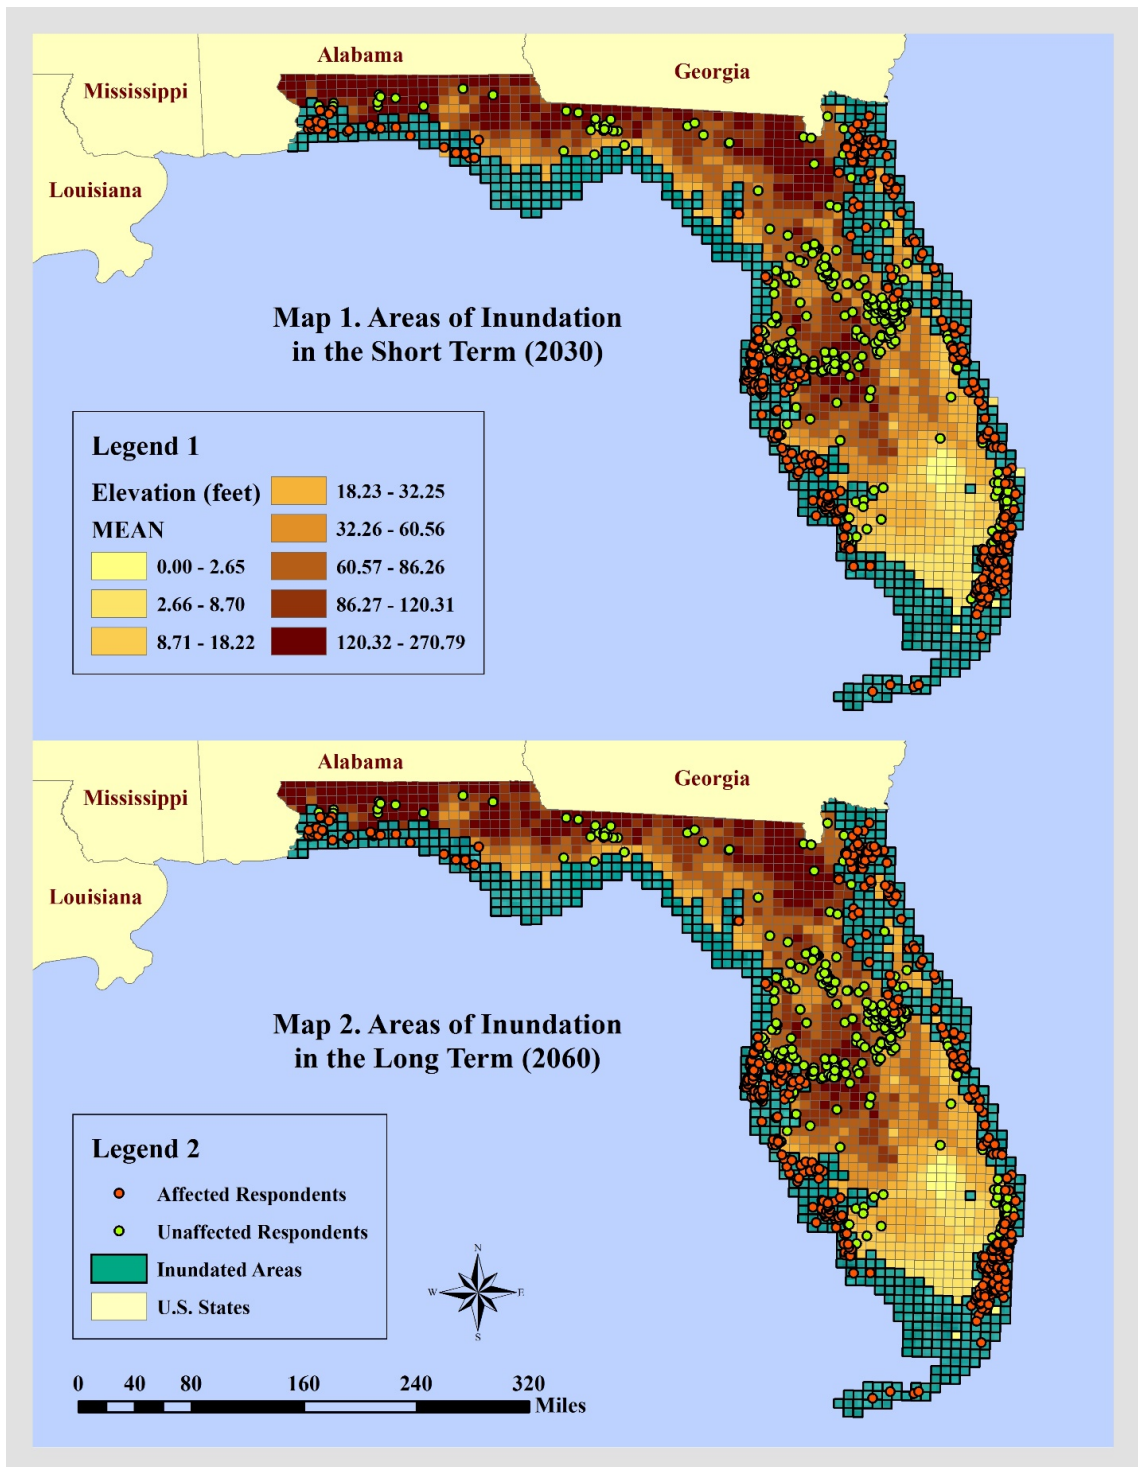 Alabama
Georgia
Mississippi
Louisiana
Map 1. Areas of Inundation
in the Short Term (2030)
Legend 1
Elevation (feet)
MEAN
0.00 - 2.65
2.66 - 8.70
8.71 - 18.22
18.23 - 32.25
32.26 - 60.56
60.57 - 86.26
86.27 - 120.31
120.32 - 270.79
Alabama
Georgia
Mississippi
Louisiana
Map 2. Areas of Inundation
in the Long Term (2060)
Legend 2
Affected Respondents
Unaffected Respondents
Inundated Areas
U.S. States
N
W E
S
0 40 80 160 240 320
Miles